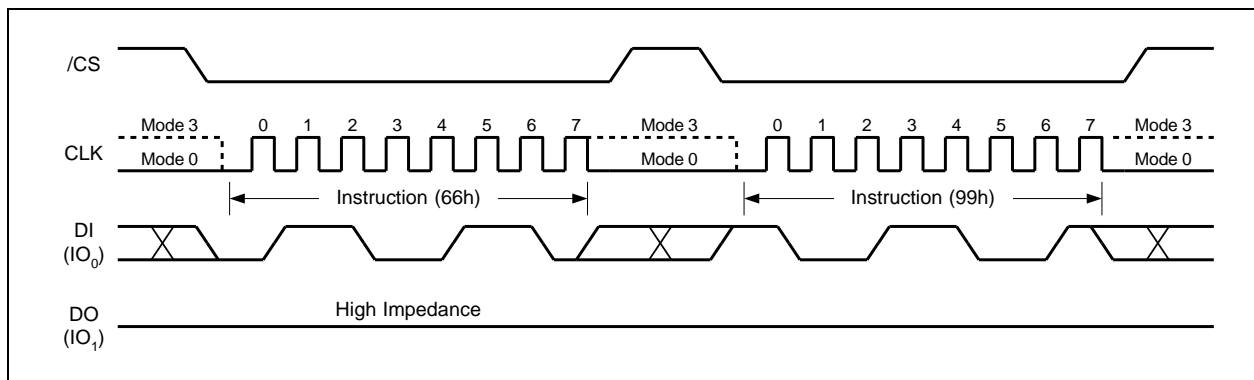 /CS
Mode 3 0 1 2 3 4 5 6 7 Mode 3 0 1 2 3 4 5 6 7 Mode 3
CLK
Mode 0 Mode 0 Mode 0
Instruction (66h) Instruction (99h)
DI
(IO0)
High Impedance
DO
(IO1)